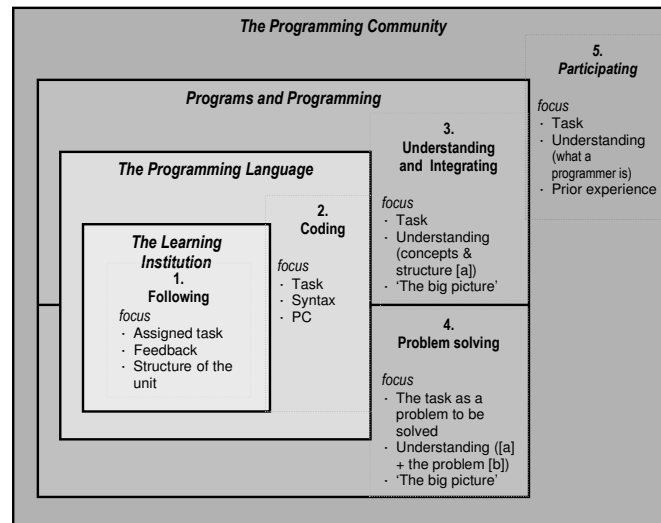 The Programming Community
5.
Participating
focus
· Task
· Understanding
(what a
programmer is)
· Prior experience
Programs and Programming
3.
Understanding
and Integrating
focus
· Task
· Understanding
(concepts &
structure [a])
· 'The big picture'
The Programming Language
2.
Coding
focus
· Task
· Syntax
· PC
The Learning
Institution
1.
Following
focus
· Assigned task
· Feedback
· Structure of the
unit
4.
Problem solving
focus
· The task as a
problem to be
solved
· Understanding ([a]
+ the problem [b])
· 'The big picture'